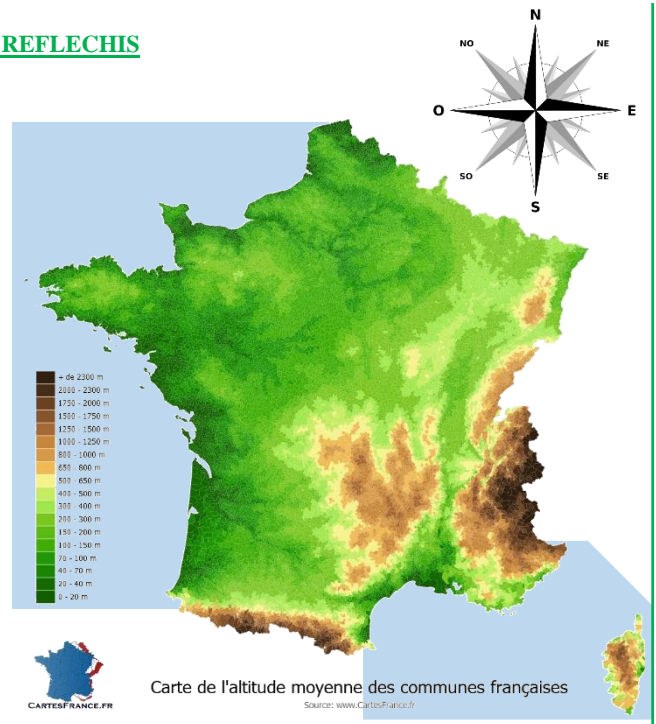 REFLECHIS
N
NO
NE
O
E
SO
SE
S
+ de 2300 m
2000 - 2300 m
1750 - 2000 m
1500 - 1750 m
1250 - 1500 m
1000 - 1250 m
800 - 1000 m
650 - 800 m
500 - 650 m
400 - 500 m
300 - 400 m
200 - 300 m
150 - 200 m
100 - 150 m
70 - 100 m
40 - 70 m
20 - 40 m
0 - 20 m
CARTESFRANCE.FR
Carte de l'altitude moyenne des communes françaises
Source: www.CartesFrance.fr